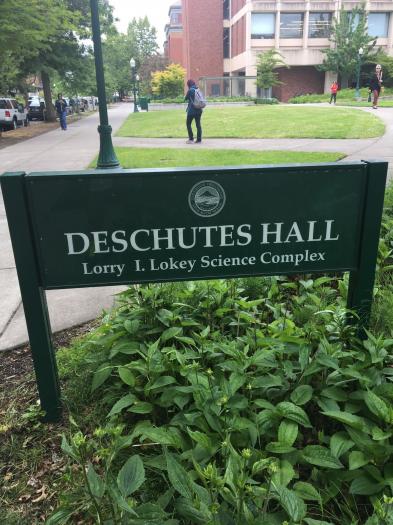 DESCHUTES HALL
Lorry I. Lokey Science Complex